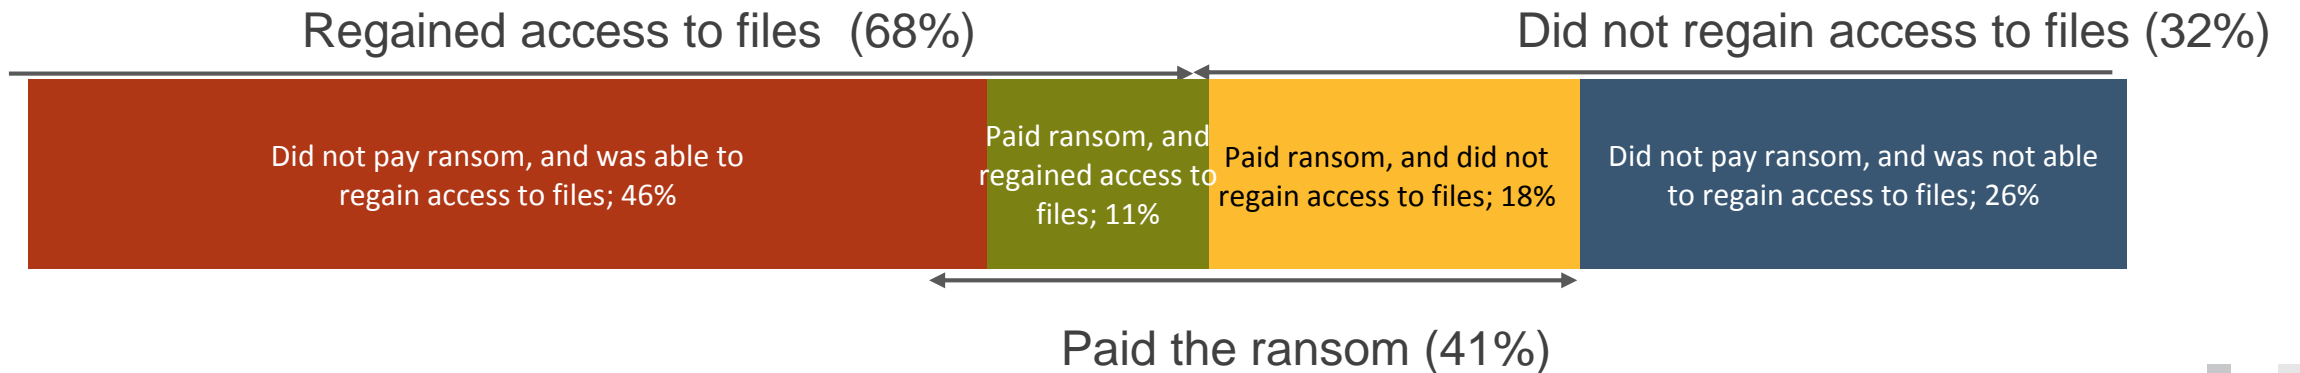 Regained access to files  (68%)
Did not regain access to files (32%)
Did not pay ransom, and was able to
regain access to files; 46%
Paid ransom, and
regained access to
files; 11%
Paid ransom, and did not
regain access to files; 18%
Did not pay ransom, and was not able
to regain access to files; 26%
Paid the ransom (41%)